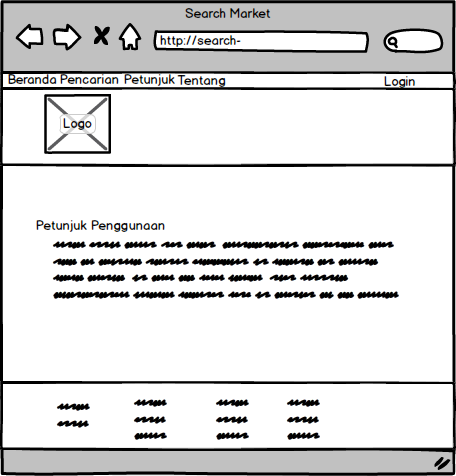 Search Market
http://search-
Beranda Pencarian Petunjuk Tentang Login
Logo
Petunjuk Penggunaan